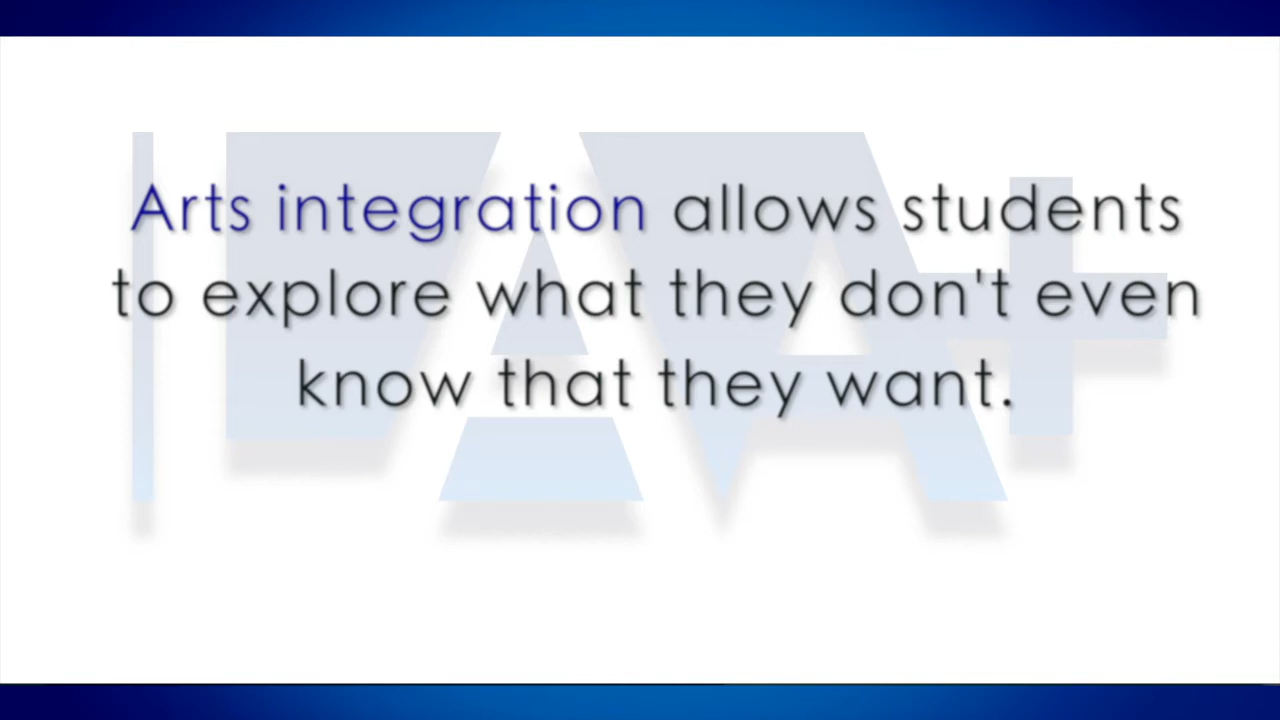 Arts integration allows students
to explore what they don't even
know that they want.